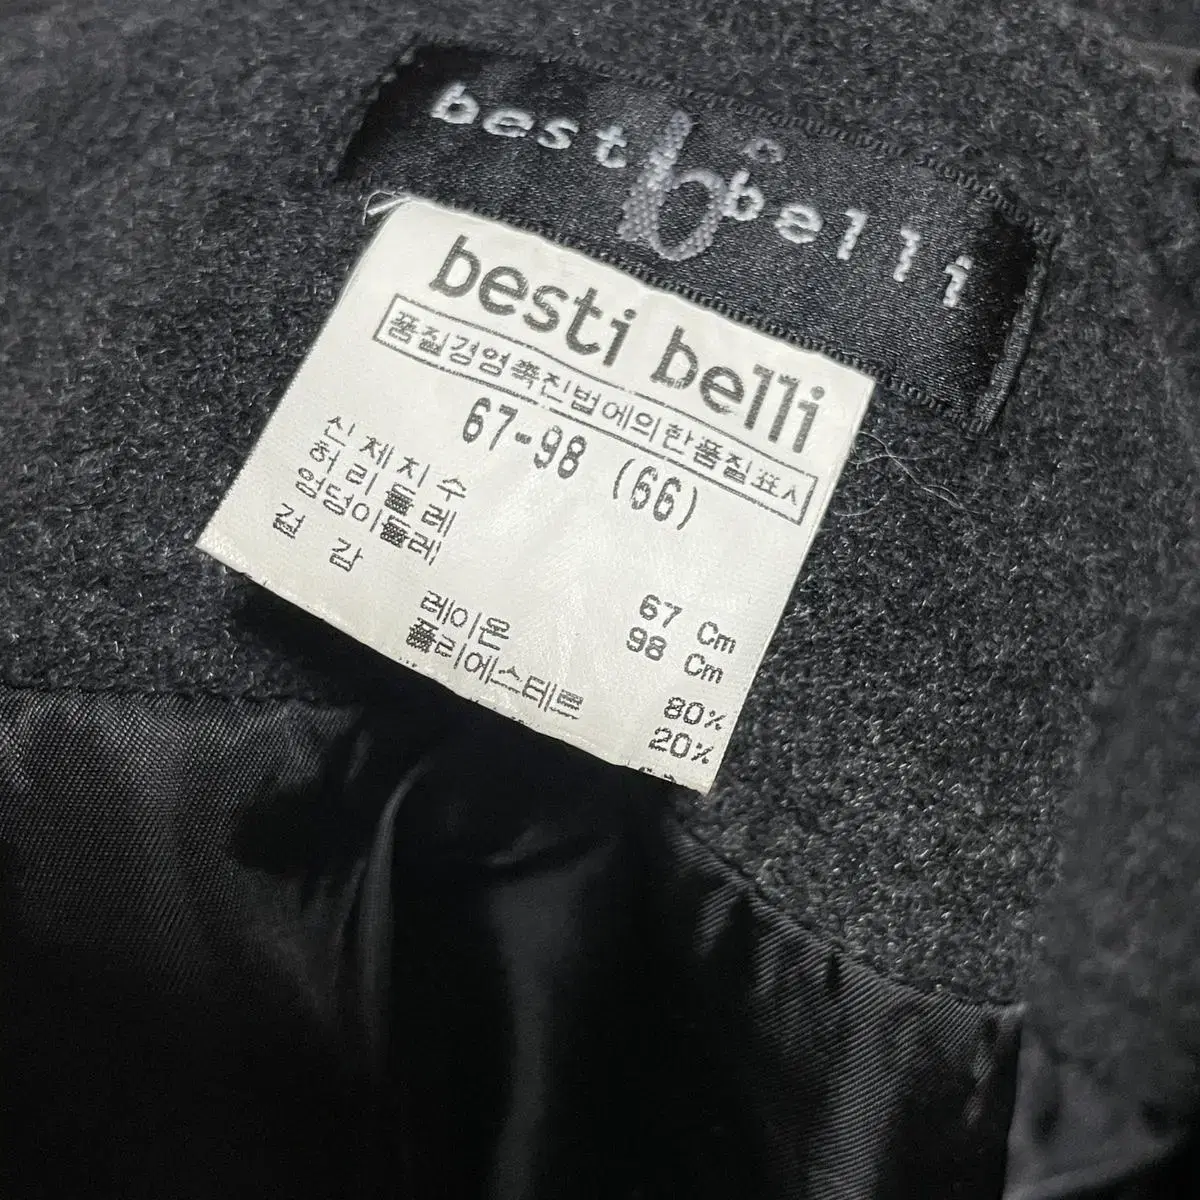 besti belli
b
besti belli
품질경영촉진법에의한품질표시
67-98 (66)
신체치수
허리둘레 67 Cm
엉덩이둘레 98 Cm
겉감
레이온 80%
폴리에스테르 20%